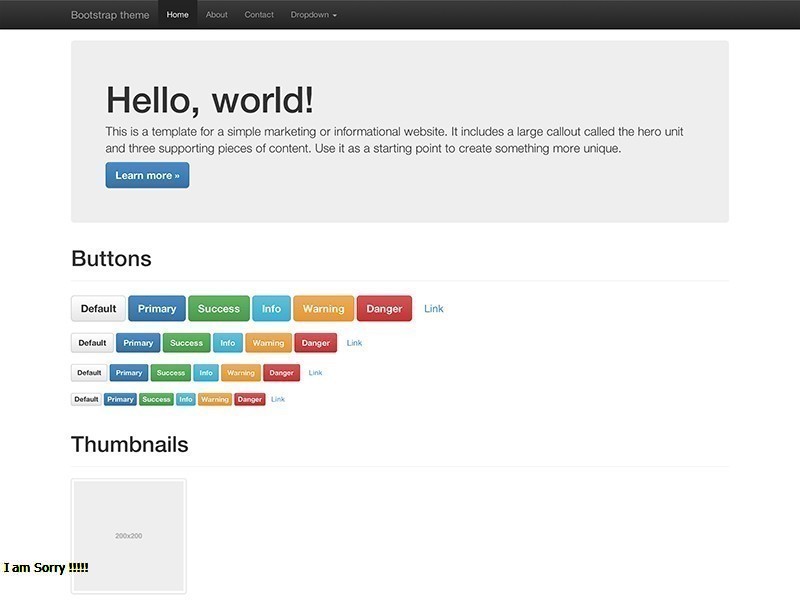 Bootstrap theme Home About Contact Dropdown
Hello, world!
This is a template for a simple marketing or informational website. It includes a large callout called the hero unit
and three supporting pieces of content. Use it as a starting point to create something more unique.
Learn more »
Buttons
Default Primary Success Info Warning Danger Link
Default Primary Success Info Warning Danger Link
Default Primary Success Info Warning Danger Link
Default Primary Success Info Warning Danger Link
Thumbnails
200x200
I am Sorry !!!!!